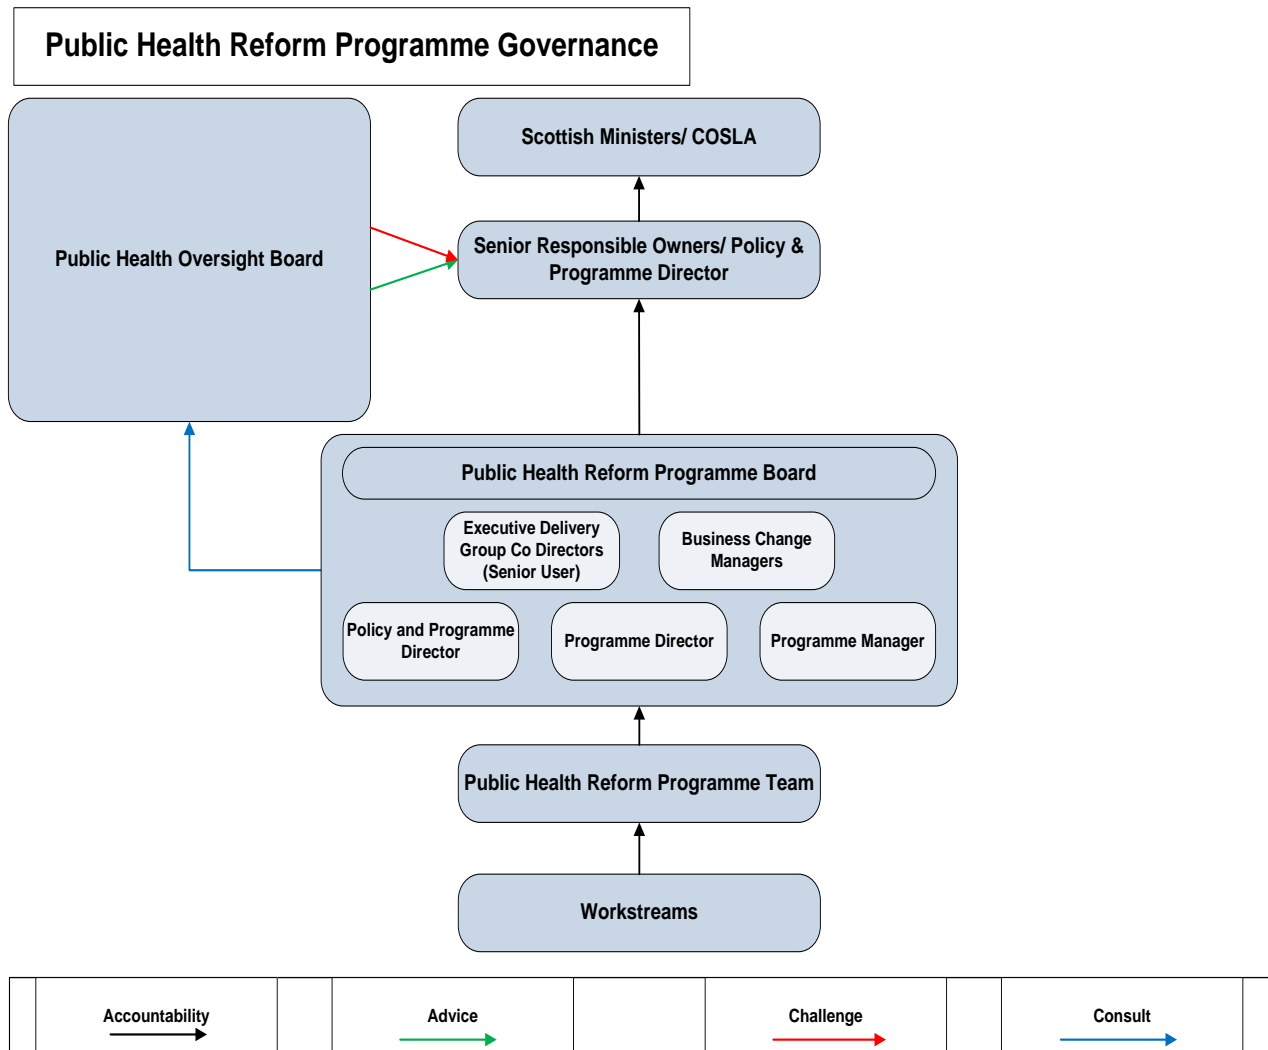 Public Health Reform Programme Governance
Scottish Ministers/ COSLA
Public Health Oversight Board
Senior Responsible Owners/ Policy &
Programme Director
Public Health Reform Programme Board
Executive Delivery
Group Co Directors
(Senior User)
Business Change
Managers
Policy and Programme
Director
Programme Director
Programme Manager
Public Health Reform Programme Team
Workstreams
Accountability
Advice
Challenge
Consult